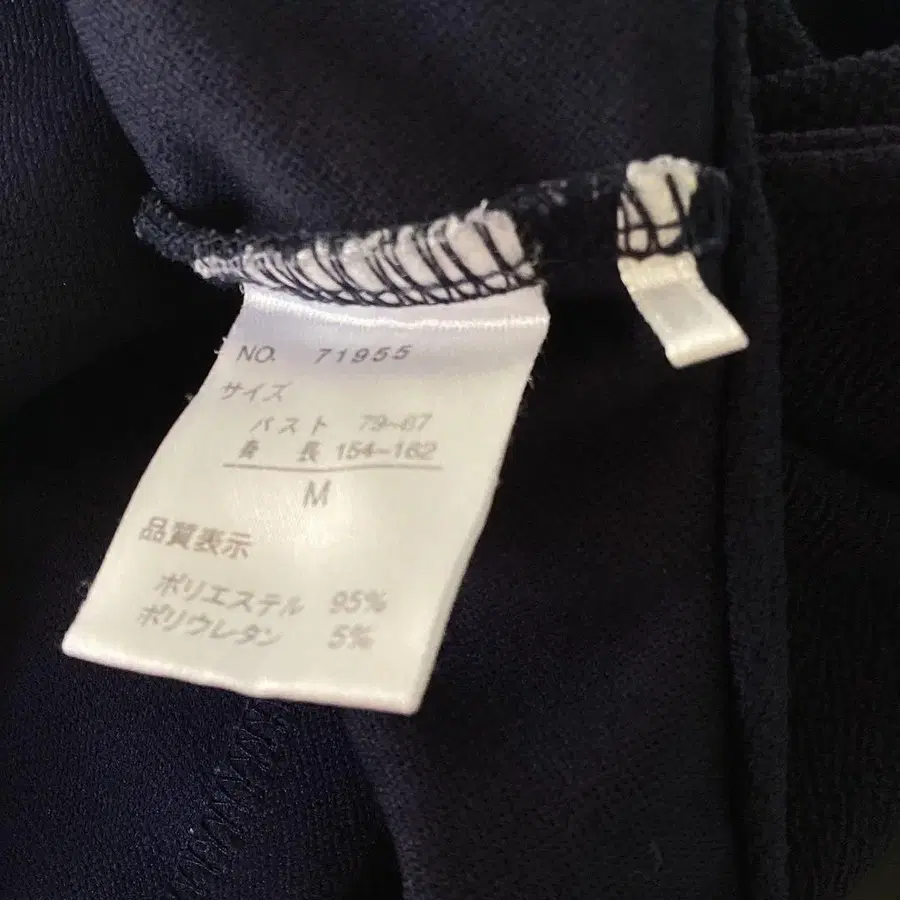 NO. 71955
サイズ
バスト 79~87
身長 154~162
M
品質表示
ポリエステル 95%
ポリウレタン 5%